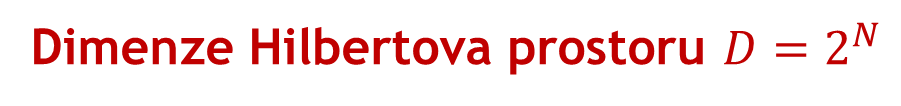 Dimenze Hilbertova prostoru $D = 2^N$